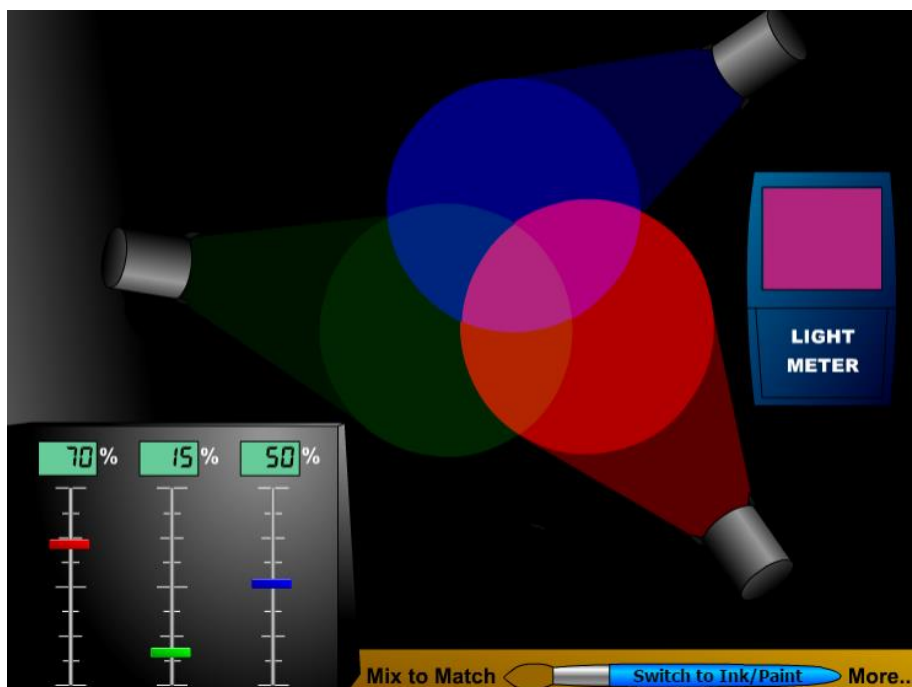 LIGHT
METER
70 % 15 % 50 %
Mix to Match Switch to Ink/Paint More..